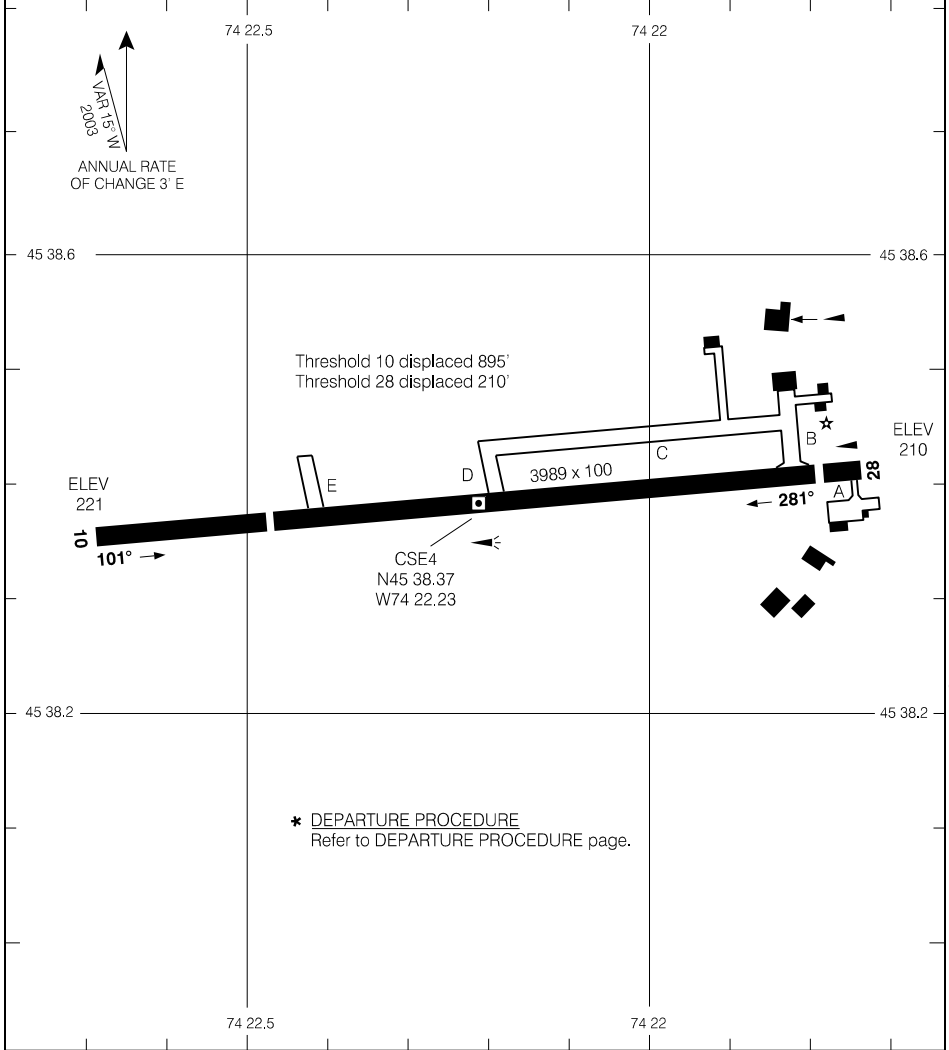 74 22.5
74 22
VAR 15° W
2003
ANNUAL RATE
OF CHANGE 3' E
45 38.6
45 38.6
Threshold 10 displaced 895'
Threshold 28 displaced 210'
ELEV
210
B
C
D
3989 x 100
28
E
A
ELEV
221
281°
10
101°
CSE4
N45 38.37
W74 22.23
45 38.2
45 38.2
* DEPARTURE PROCEDURE
Refer to DEPARTURE PROCEDURE page.
74 22.5
74 22